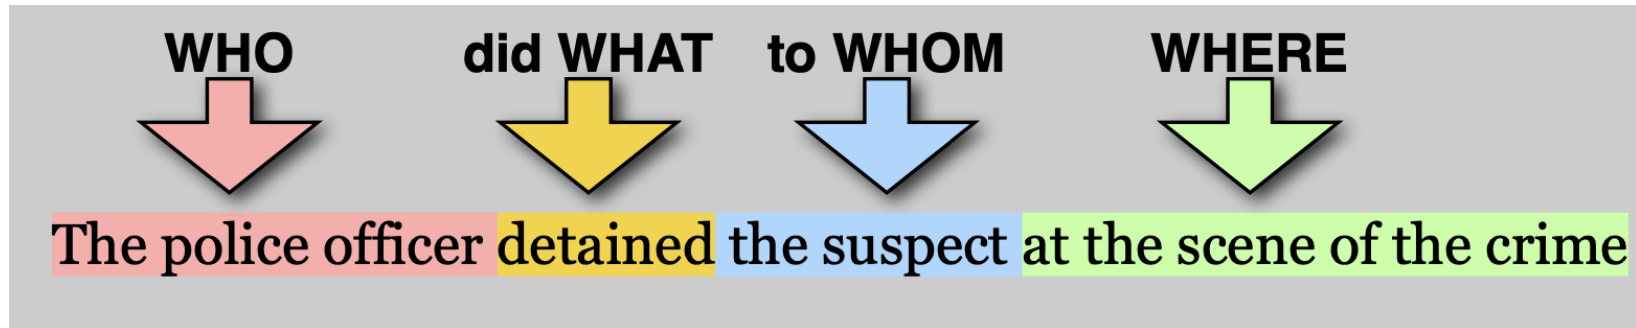 WHO did WHAT to WHOM WHERE
The police officer detained the suspect at the scene of the crime